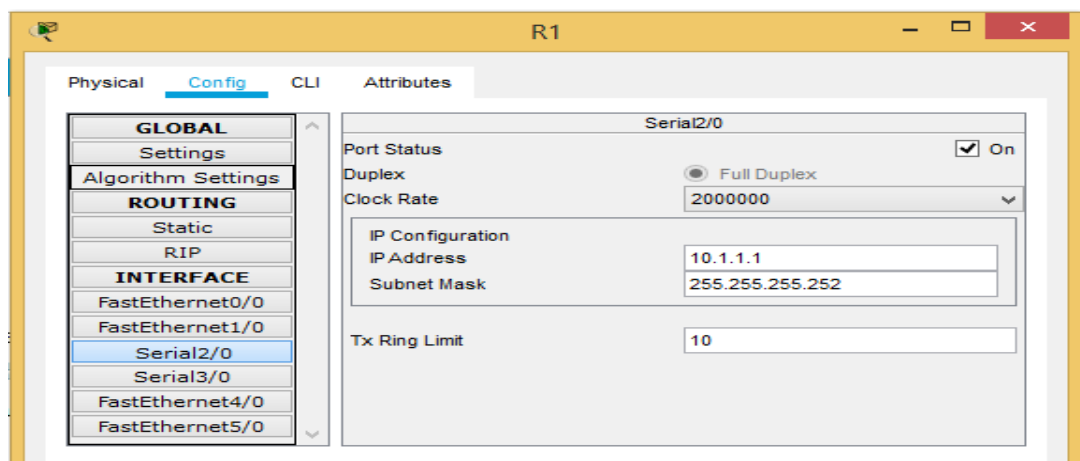 R1
Physical Config CLI Attributes
GLOBAL
Settings
Algorithm Settings
ROUTING
Static
RIP
INTERFACE
FastEthernet0/0
FastEthernet1/0
Serial2/0
Serial3/0
FastEthernet4/0
FastEthernet5/0
Serial2/0
Port Status On
Duplex Full Duplex
Clock Rate 2000000
IP Configuration
IP Address 10.1.1.1
Subnet Mask 255.255.255.252
Tx Ring Limit 10